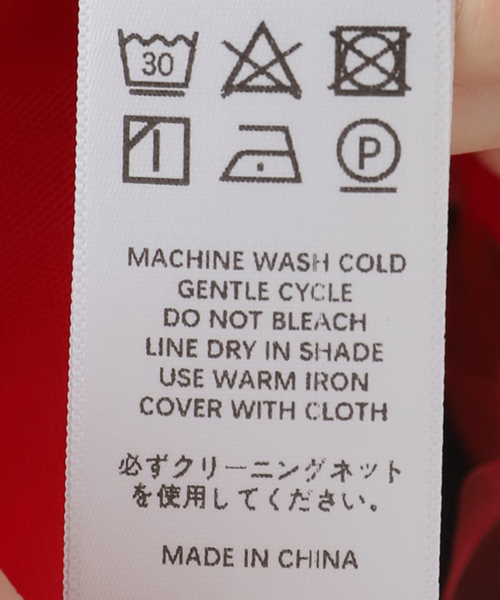 30
P
MACHINE WASH COLD
GENTLE CYCLE
DO NOT BLEACH
LINE DRY IN SHADE
USE WARM IRON
COVER WITH CLOTH
必ずクリーニングネット
を使用してください。
MADE IN CHINA